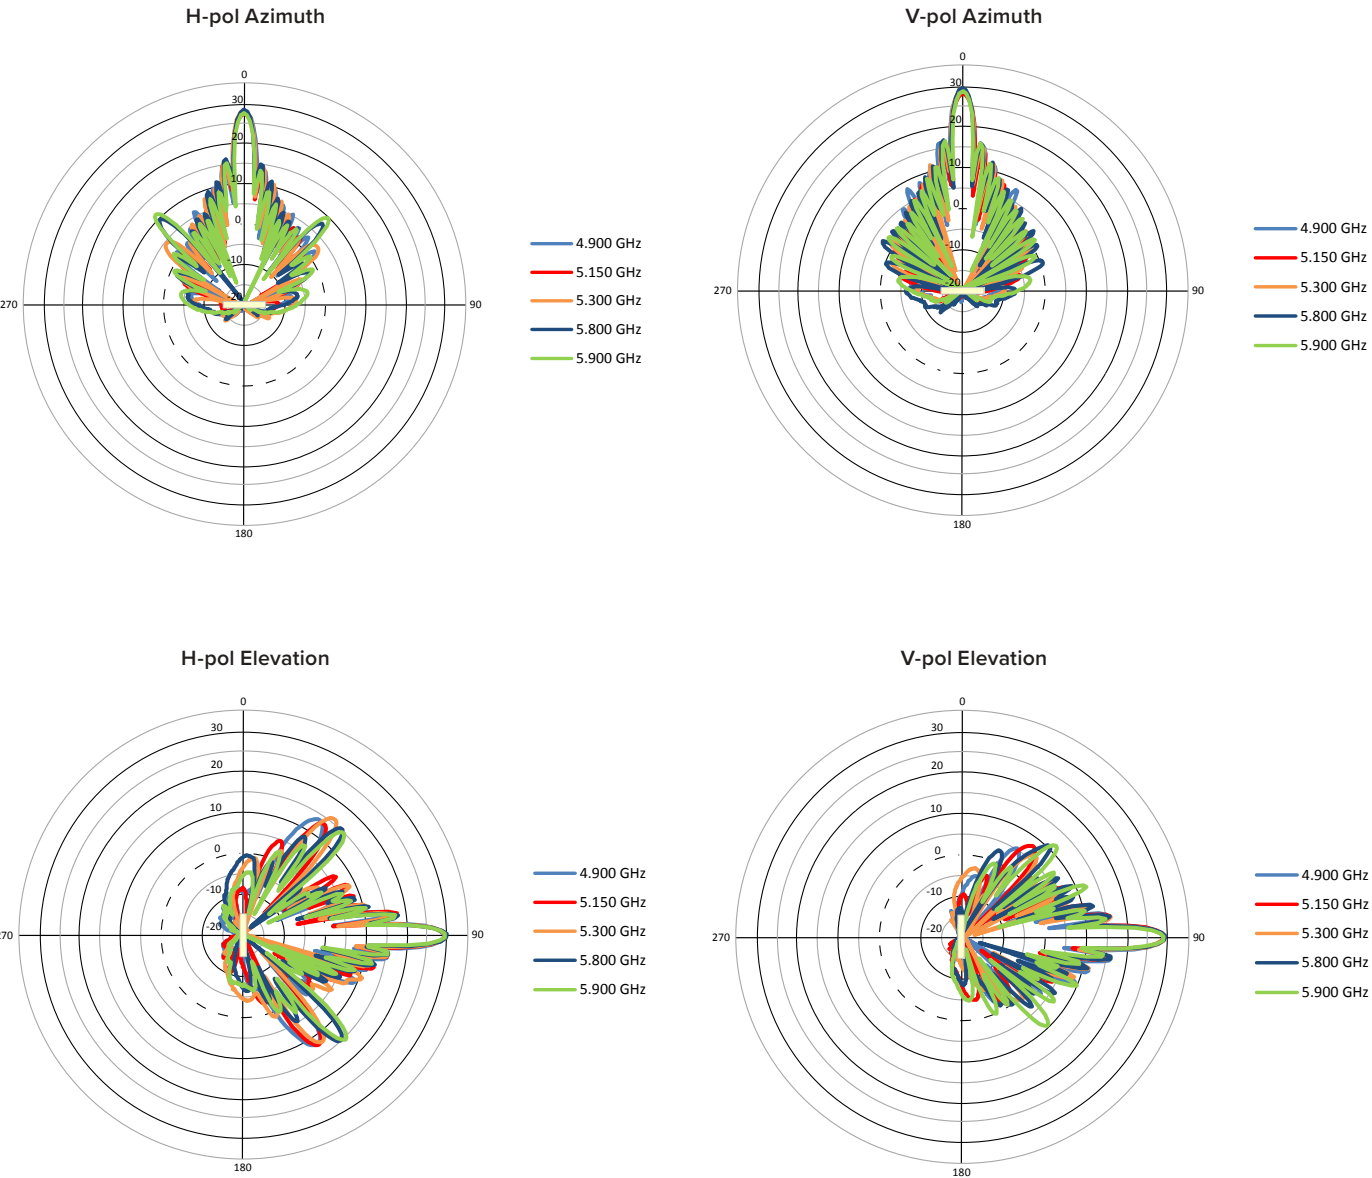 H-pol Azimuth
0
30
20
10
0
-10
-20
270
90
180
4.900 GHz
5.150 GHz
5.300 GHz
5.800 GHz
5.900 GHz
V-pol Azimuth
0
30
20
10
0
-10
-20
270
90
180
4.900 GHz
5.150 GHz
5.300 GHz
5.800 GHz
5.900 GHz
H-pol Elevation
0
30
20
10
0
-10
-20
70
90
180
4.900 GHz
5.150 GHz
5.300 GHz
5.800 GHz
5.900 GHz
V-pol Elevation
0
30
20
10
0
-10
-20
270
90
180
4.900 GHz
5.150 GHz
5.300 GHz
5.800 GHz
5.900 GHz